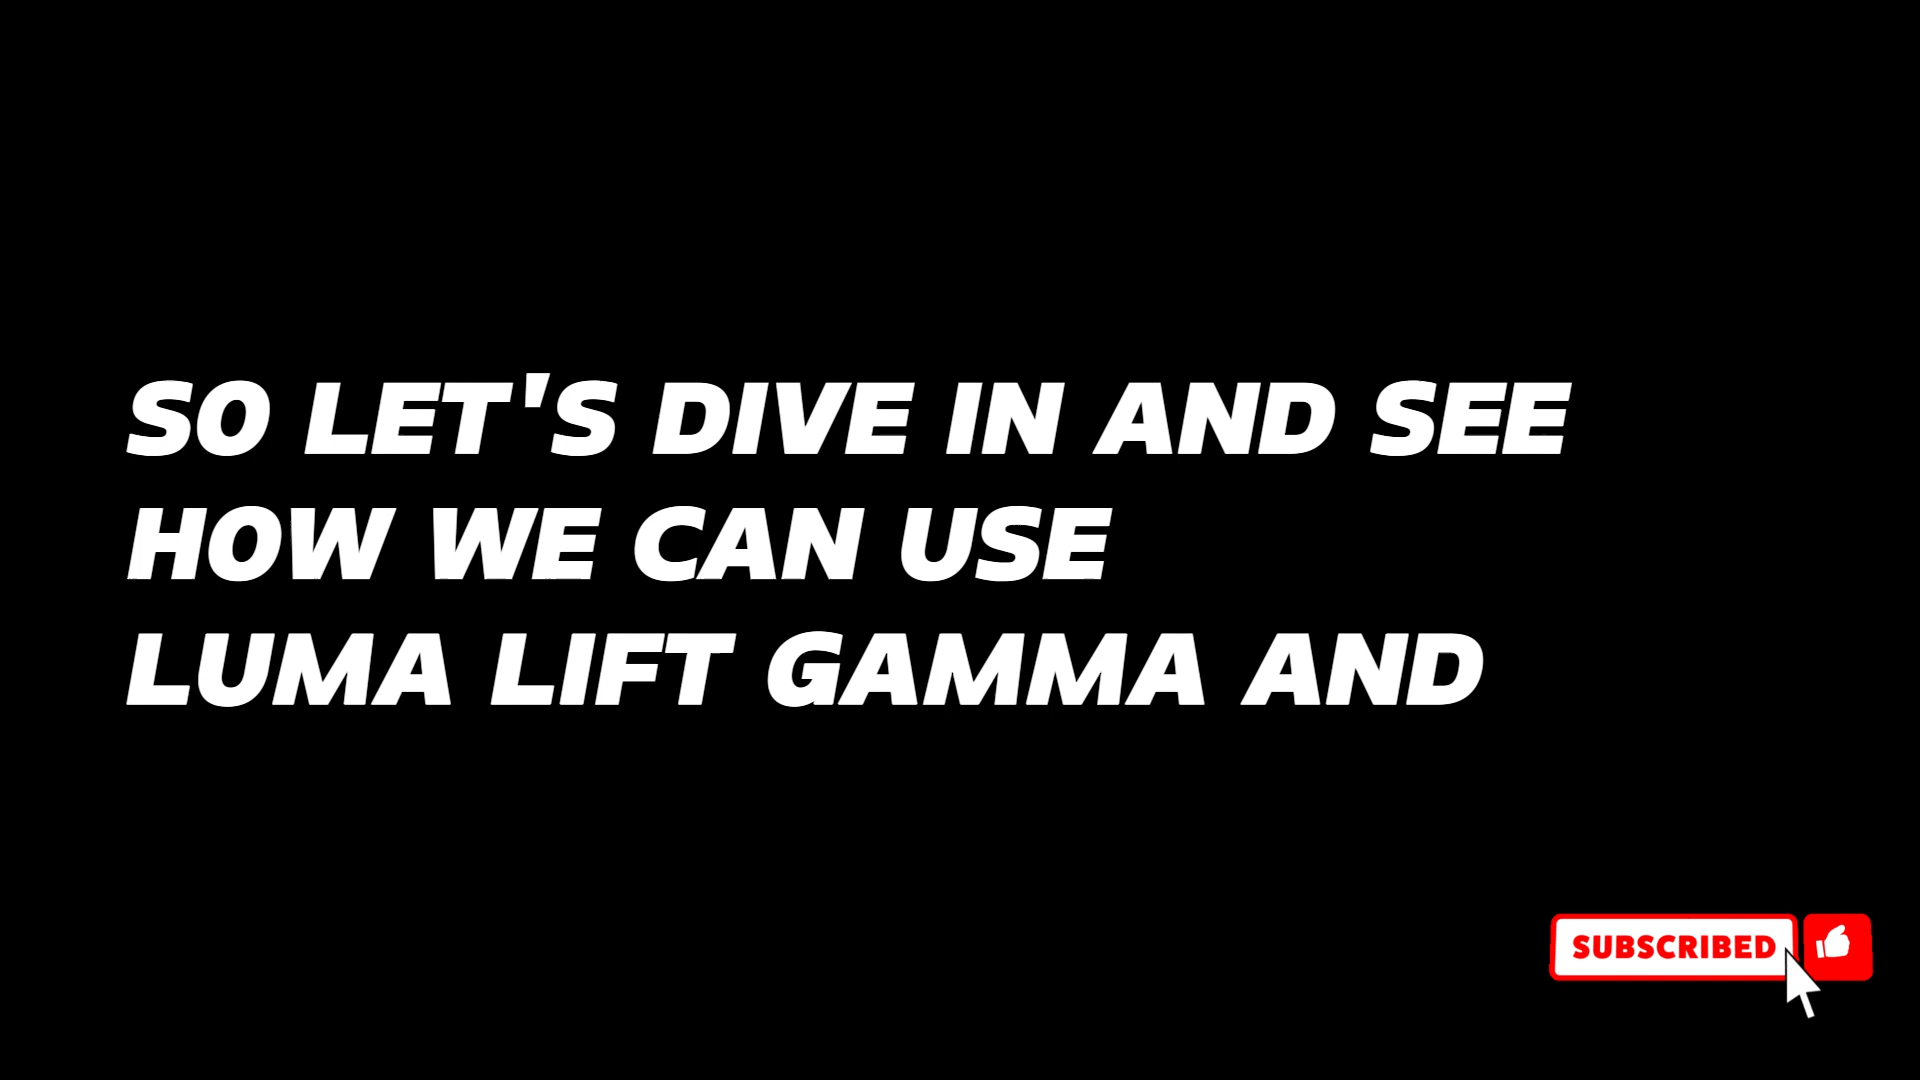 SO LET'S DIVE IN AND SEE
HOW WE CAN USE
LUMA LIFT GAMMA AND
SUBSCRIBED